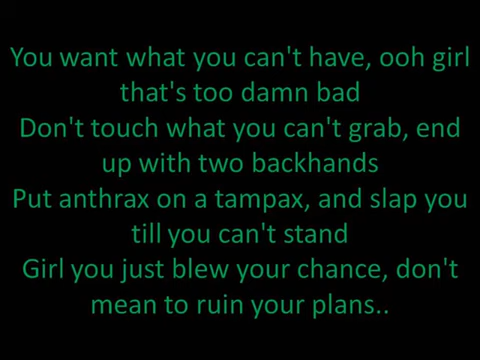 You want what you can't have, ooh girl
that's too damn bad
Don't touch what you can't grab, end
up with two backhands
Put anthrax on a tampax, and slap you
till you can't stand
Girl you just blew your chance, don't
mean to ruin your plans..